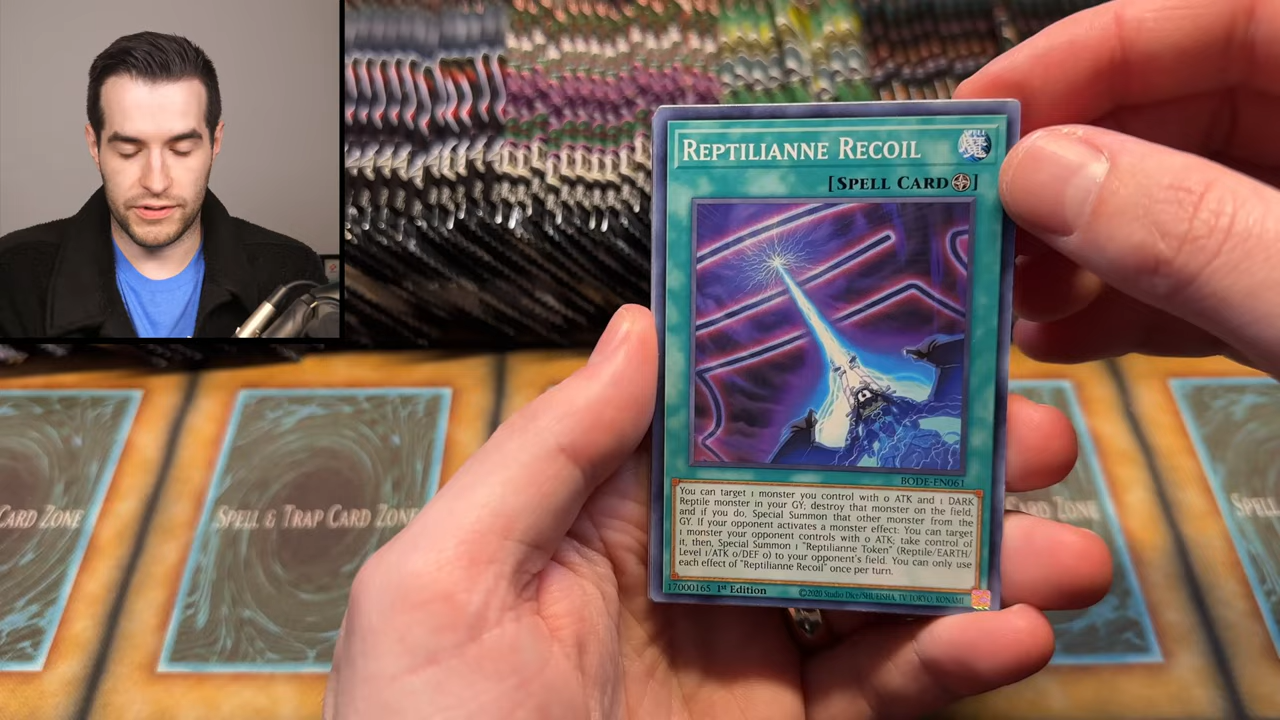 REPTILIANNE RECOIL
SPELL
[SPELL CARD]
BODE-EN061
You can target 1 monster you control with 0 ATK and 1 DARK
Reptile monster in your GY; destroy that monster on the field,
and if you do, Special Summon that other monster from the
GY. If your opponent activates a monster effect: You can target
1 monster your opponent controls with 0 ATK; take control of
it, then, Special Summon 1 "Reptilianne Token" (Reptile/EARTH/
Level 1/ATK 0/DEF 0) to your opponent's field. You can only use
each effect of "Reptilianne Recoil" once per turn.
17000165 1st Edition ©2020 Studio Dice/SHUEISHA, TV TOKYO, KONAMI
CARD ZONE
SPELL & TRAP CARD ZONE
RD ZONE
SPELL